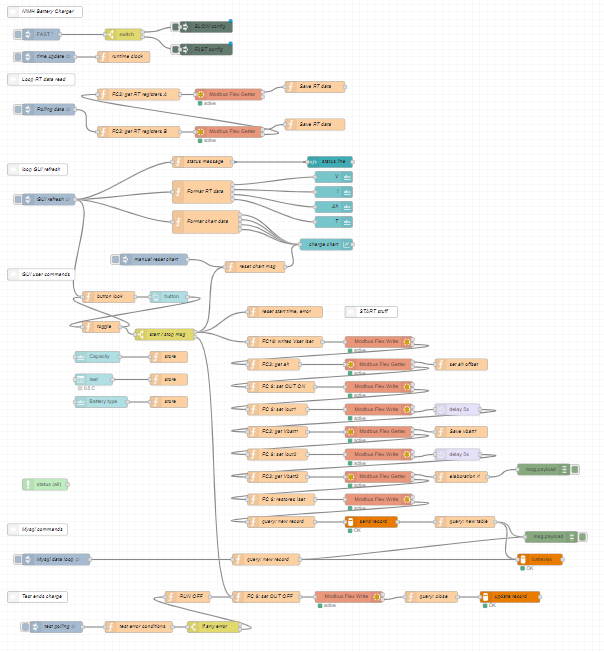 NiMH Battery Charger
FAST !
switch
SLOW config
FAST config
time update
runtime clock
Loop RT data read
FC3: get RT registers A
Modbus Flex Getter
active
Save RT data
Polling data
FC3: get RT registers B
Modbus Flex Getter
active
Save RT data
loop GUI refresh
status message
status line
GUI refresh
Format RT data
V
I
Ah
T
Format chart data
charge chart
manual reset chart
reset chart msg
GUI user commands
button look
button
toggle
start / stop msg
reset start time, error
START stuff
FC16: writes Vset Iset
Modbus Flex Write
active
Capacity
store
FC3: get ah
Modbus Flex Getter
active
set ah offset
Iset
store
FC 6: set OUT ON
Modbus Flex Write
active
Battery type
store
FC 6: set Iout1
Modbus Flex Write
active
delay 5s
FC3: get Vbatt1
Modbus Flex Getter
active
Save Vbatt1
FC 6: set Iout2
Modbus Flex Write
active
delay 5s
FC3: get Vbatt2
Modbus Flex Getter
active
elaboration ri
msg.payload
status (all)
FC 6: restores Iset
Modbus Flex Write
active
query: new record
send record
OK
query: new table
Mysql commands
msg.payload
Mysql data loop
query: new record
batteries
OK
Test ends charge
RUN OFF
FC 6: set OUT OFF
Modbus Flex Write
active
query: close
update record
OK
test polling
test error conditions
if any error